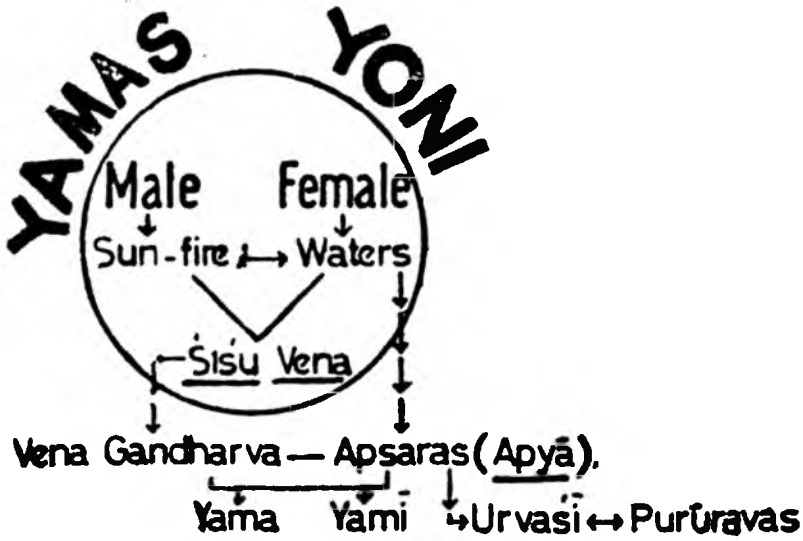 YAMAS YONI
Male Female
Sun-fire Waters
Śiśu Vena
Vena Gandharva — Apsaras (Apyā).
Yama Yamī Urvaśī ↔ Purūravas